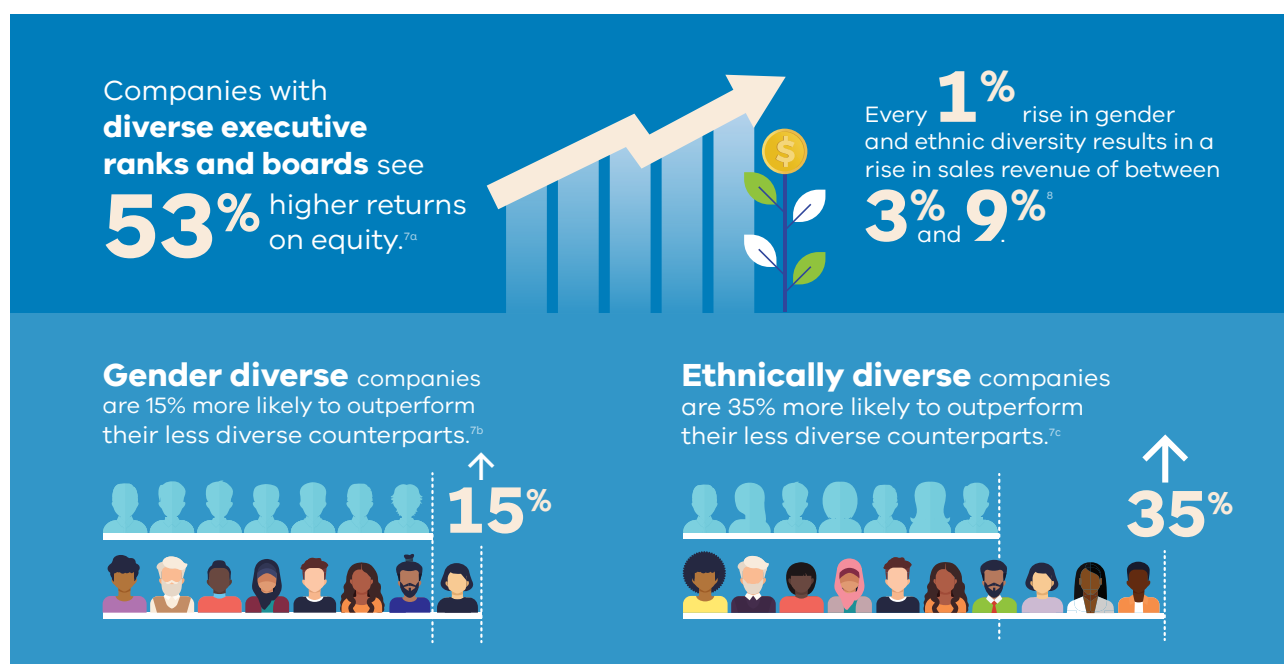 Companies with
diverse executive
ranks and boards see
53% higher returns
on equity.7a
$
Every 1% rise in gender
and ethnic diversity results in a
rise in sales revenue of between
3% and 9%.8
Gender diverse companies
are 15% more likely to outperform
their less diverse counterparts.7b
15%
Ethnically diverse companies
are 35% more likely to outperform
their less diverse counterparts.7c
35%